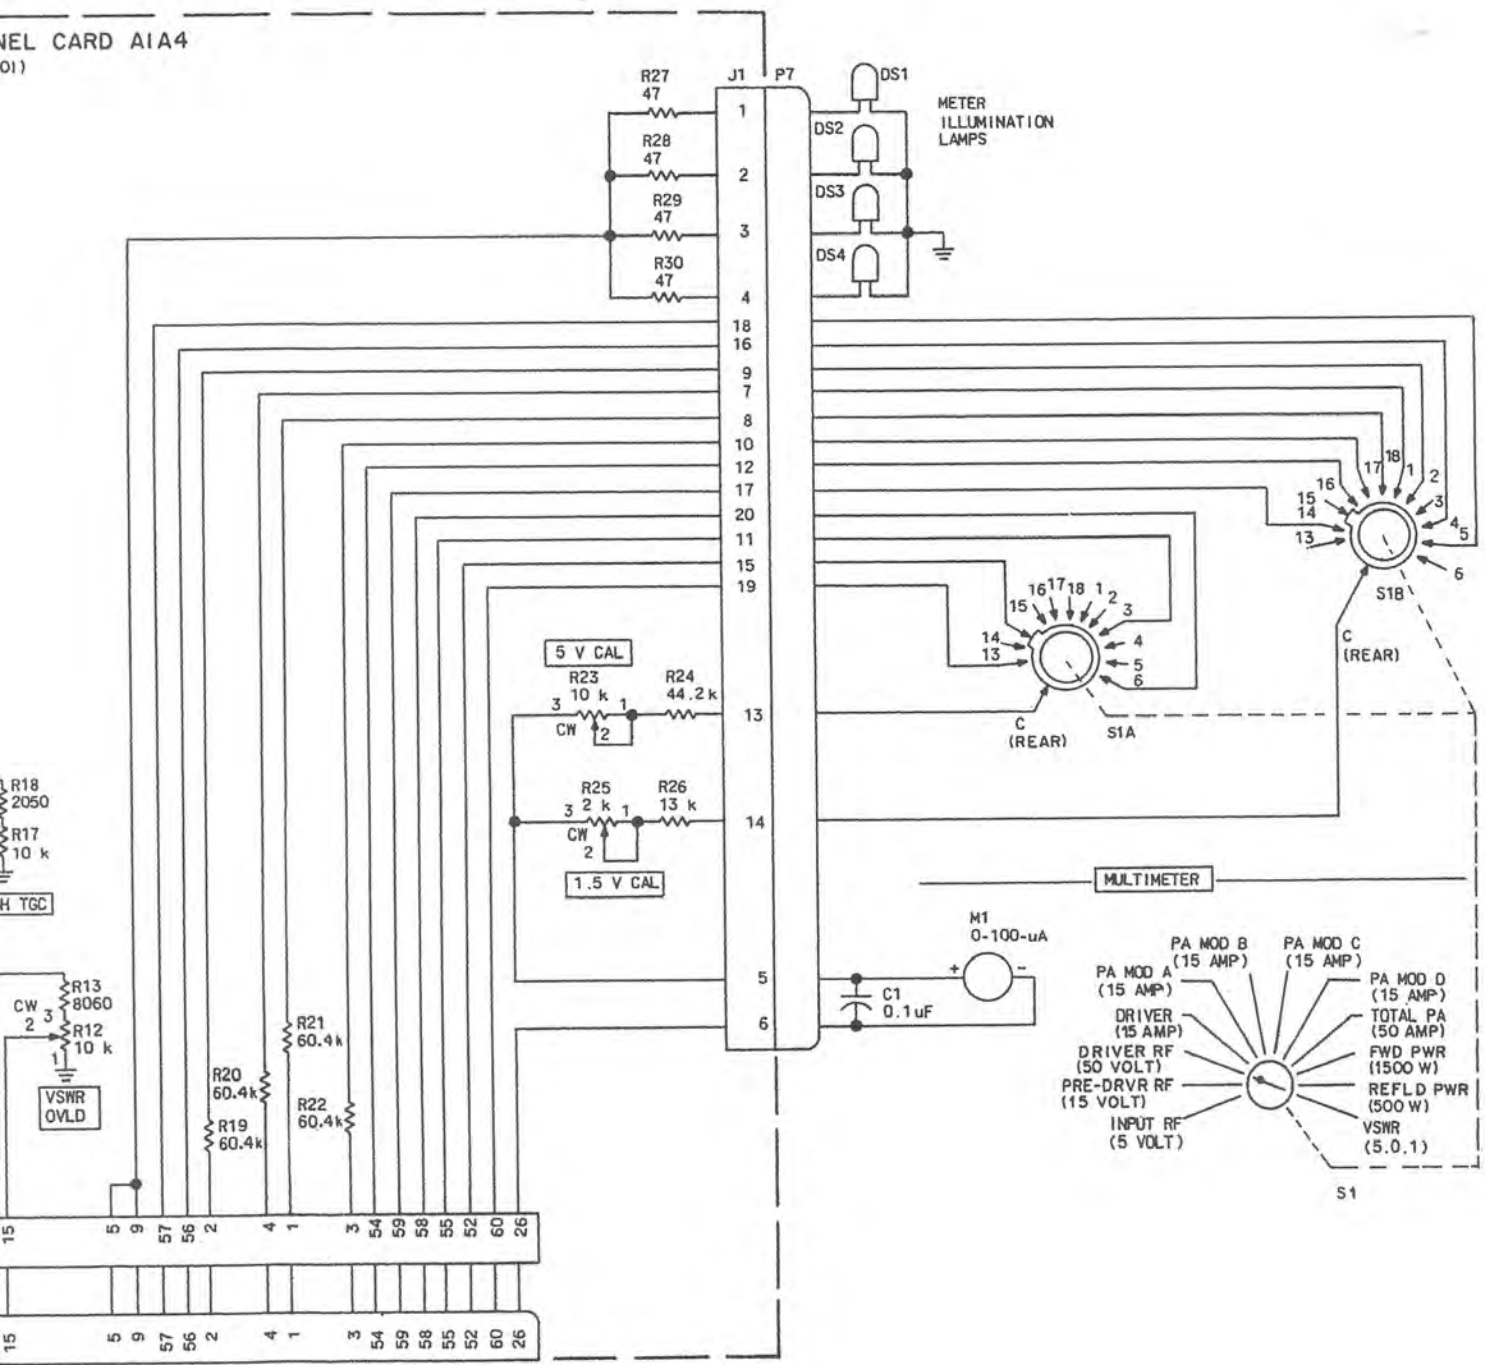 NEL CARD A1A4
01)
J1 P7
R27
47
R28
47
R29
47
R30
47
1
2
3
4
18
16
9
7
8
10
12
17
20
11
15
19
13
14
5
6
DS1
DS2
DS3
DS4
METER
ILLUMINATION
LAMPS
13
14
15
16
17
18
1
2
3
4
5
6
S1B
C
(REAR)
13
14
15
16
17
18
1
2
3
4
5
6
S1A
C
(REAR)
5 V CAL
R23
10 k
3
1
CW
2
R24
44.2k
R25
2 k
3
1
CW
2
R26
13 k
1.5 V CAL
R18
2050
R17
10 k
H TGC
R13
8060
CW 3
2
R12
10 k
1
VSWR
OVLD
R21
60.4k
R20
60.4k
R22
60.4k
R19
60.4k
M1
0-100-uA
+ -
C1
0.1uF
MULTIMETER
PA MOD B
(15 AMP)
PA MOD C
(15 AMP)
PA MOD A
(15 AMP)
PA MOD D
(15 AMP)
DRIVER
(15 AMP)
TOTAL PA
(50 AMP)
DRIVER RF
(50 VOLT)
FWD PWR
(1500 W)
PRE-DRVR RF
(15 VOLT)
REFLD PWR
(500 W)
INPUT RF
(5 VOLT)
VSWR
(5.0.1)
S1
15 5 9 57 56 2 4 1 3 54 59 58 55 52 60 26
15 5 9 57 56 2 4 1 3 54 59 58 55 52 60 26